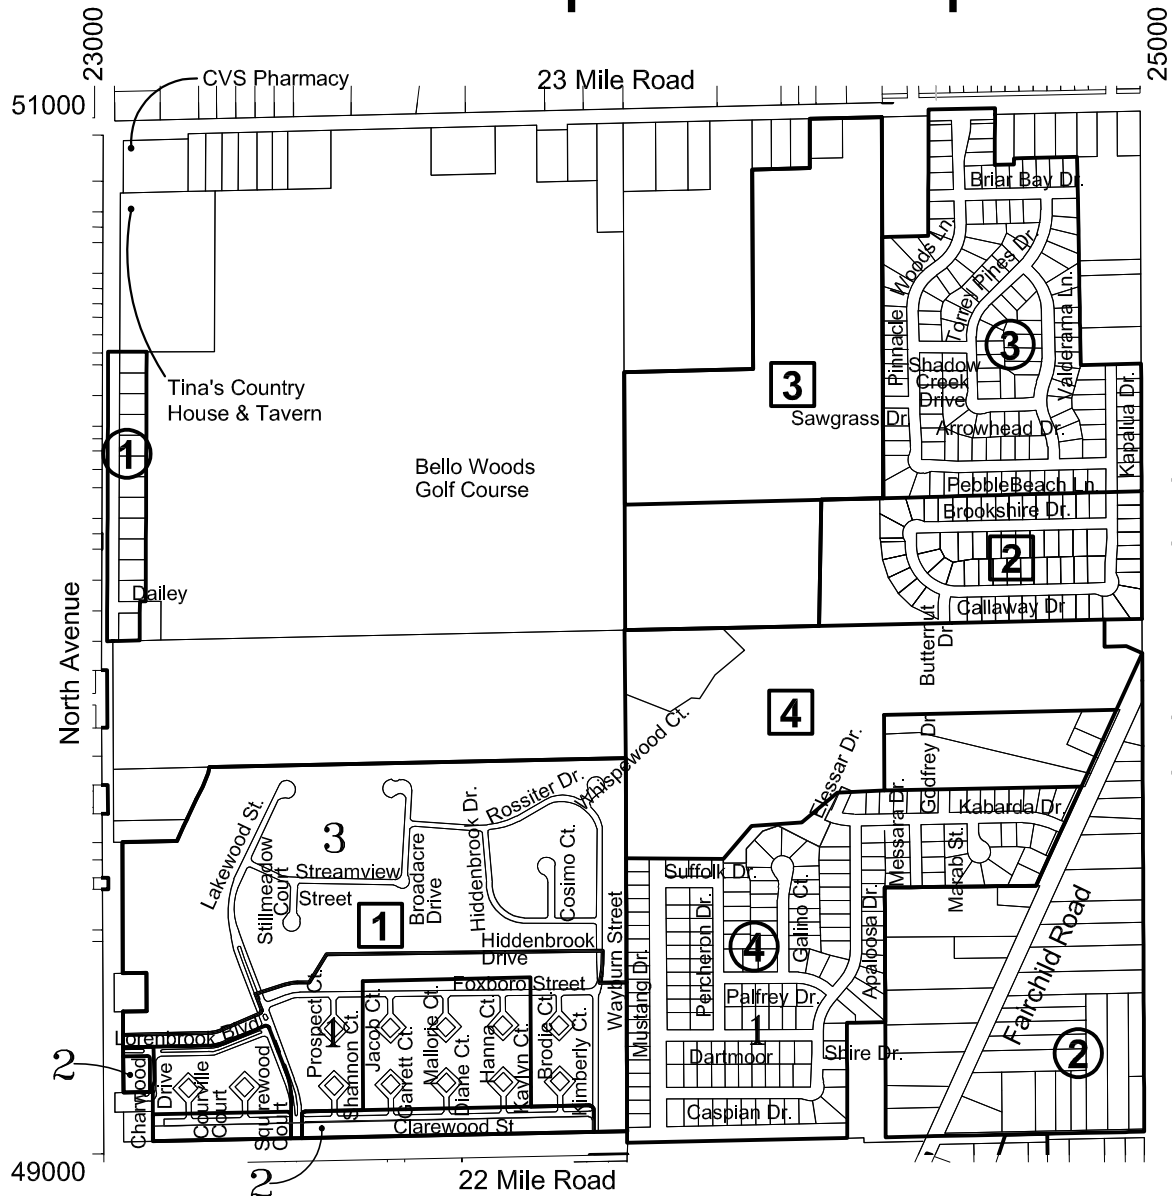 23000
25000
CVS Pharmacy
23 Mile Road
51000
Briar Bay Dr.
Woods Ln.
Torrey Pines Dr.
Pinnacle
Valderama Ln.
3
Shadow
Creek
Drive
3
Tina's Country
House & Tavern
Sawgrass Dr.
Arrowhead Dr.
Kapalua Dr.
1
Bello Woods
Golf Course
PebbleBeach Ln
Brookshire Dr.
2
Dailey
Callaway Dr
Butternut
Dr.
North Avenue
4
Whispewood Ct.
Elessar Dr.
Godfrey Dr
Messara Dr.
Kabarda Dr.
Marab St.
Lakewood St.
3
Stillmeadow
Court
Streamview
Street
Broadacre
Drive
Hiddenbrook Dr.
Rossiter Dr.
Cosimo Ct.
1
Hiddenbrook
Drive
Wayburn Street
Suffolk Dr.
Percheron Dr.
Galino Ct.
4
Apaloosa Dr.
Fairchild Road
Mustang Dr.
Palfrey Dr.
1
Dartmoor
Shire Dr.
2
Caspian Dr.
Foxboro Street
Lorenbrook Blvd.
Prospect Ct.
1
Shannon Ct.
Jacob Ct.
Garrett Ct.
Mallorie Ct.
Diane Ct.
Hanna Ct.
Kaylyn Ct.
Brodie Ct.
Kimberly Ct.
2
Charwood
Drive
Courville
Court
Squirewood
Court
Clarewood St
2
49000
22 Mile Road